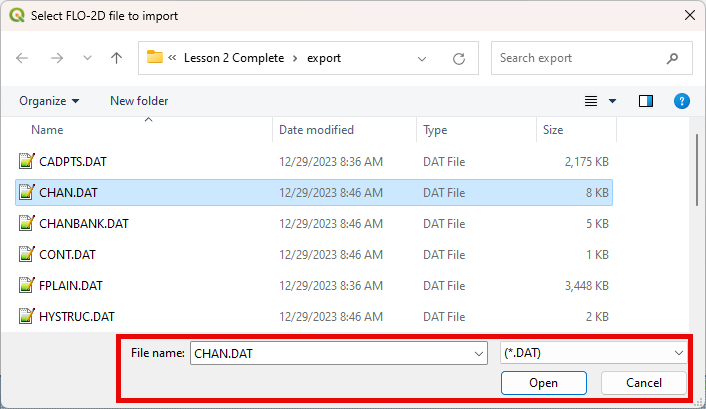 Select FLO-2D file to import
« Lesson 2 Complete > export
Search export
Organize
New folder
?
Name Date modified Type Size
CADPTS.DAT 12/29/2023 8:36 AM DAT File 2,175 KB
CHAN.DAT 12/29/2023 8:46 AM DAT File 8 KB
CHANBANK.DAT 12/29/2023 8:46 AM DAT File 5 KB
CONT.DAT 12/29/2023 8:46 AM DAT File 1 KB
FPLAIN.DAT 12/29/2023 8:36 AM DAT File 3,448 KB
HYSTRUC.DAT 12/29/2023 8:46 AM DAT File 2 KB
File name: CHAN.DAT (*.DAT)
Open Cancel